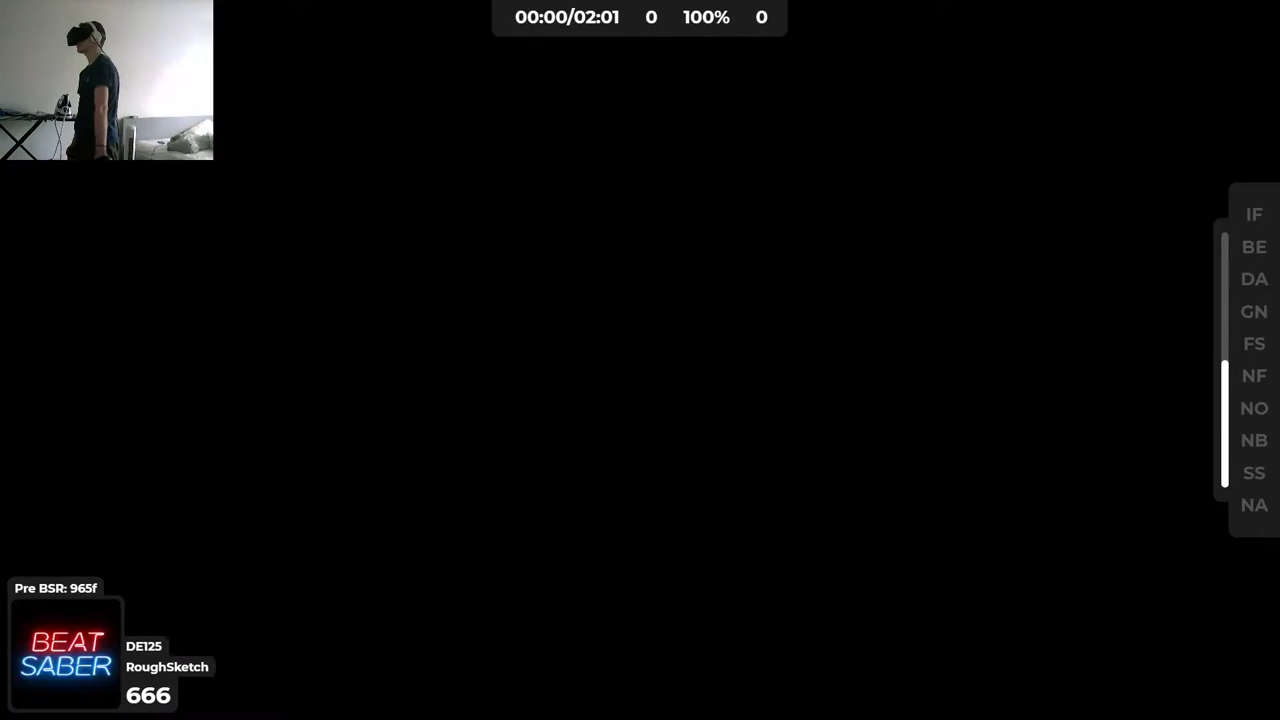 00:00/02:01 0 100% 0
IF
BE
DA
GN
FS
NF
NO
NB
SS
NA
Pre BSR: 965f
BEAT
SABER
DE125
RoughSketch
666